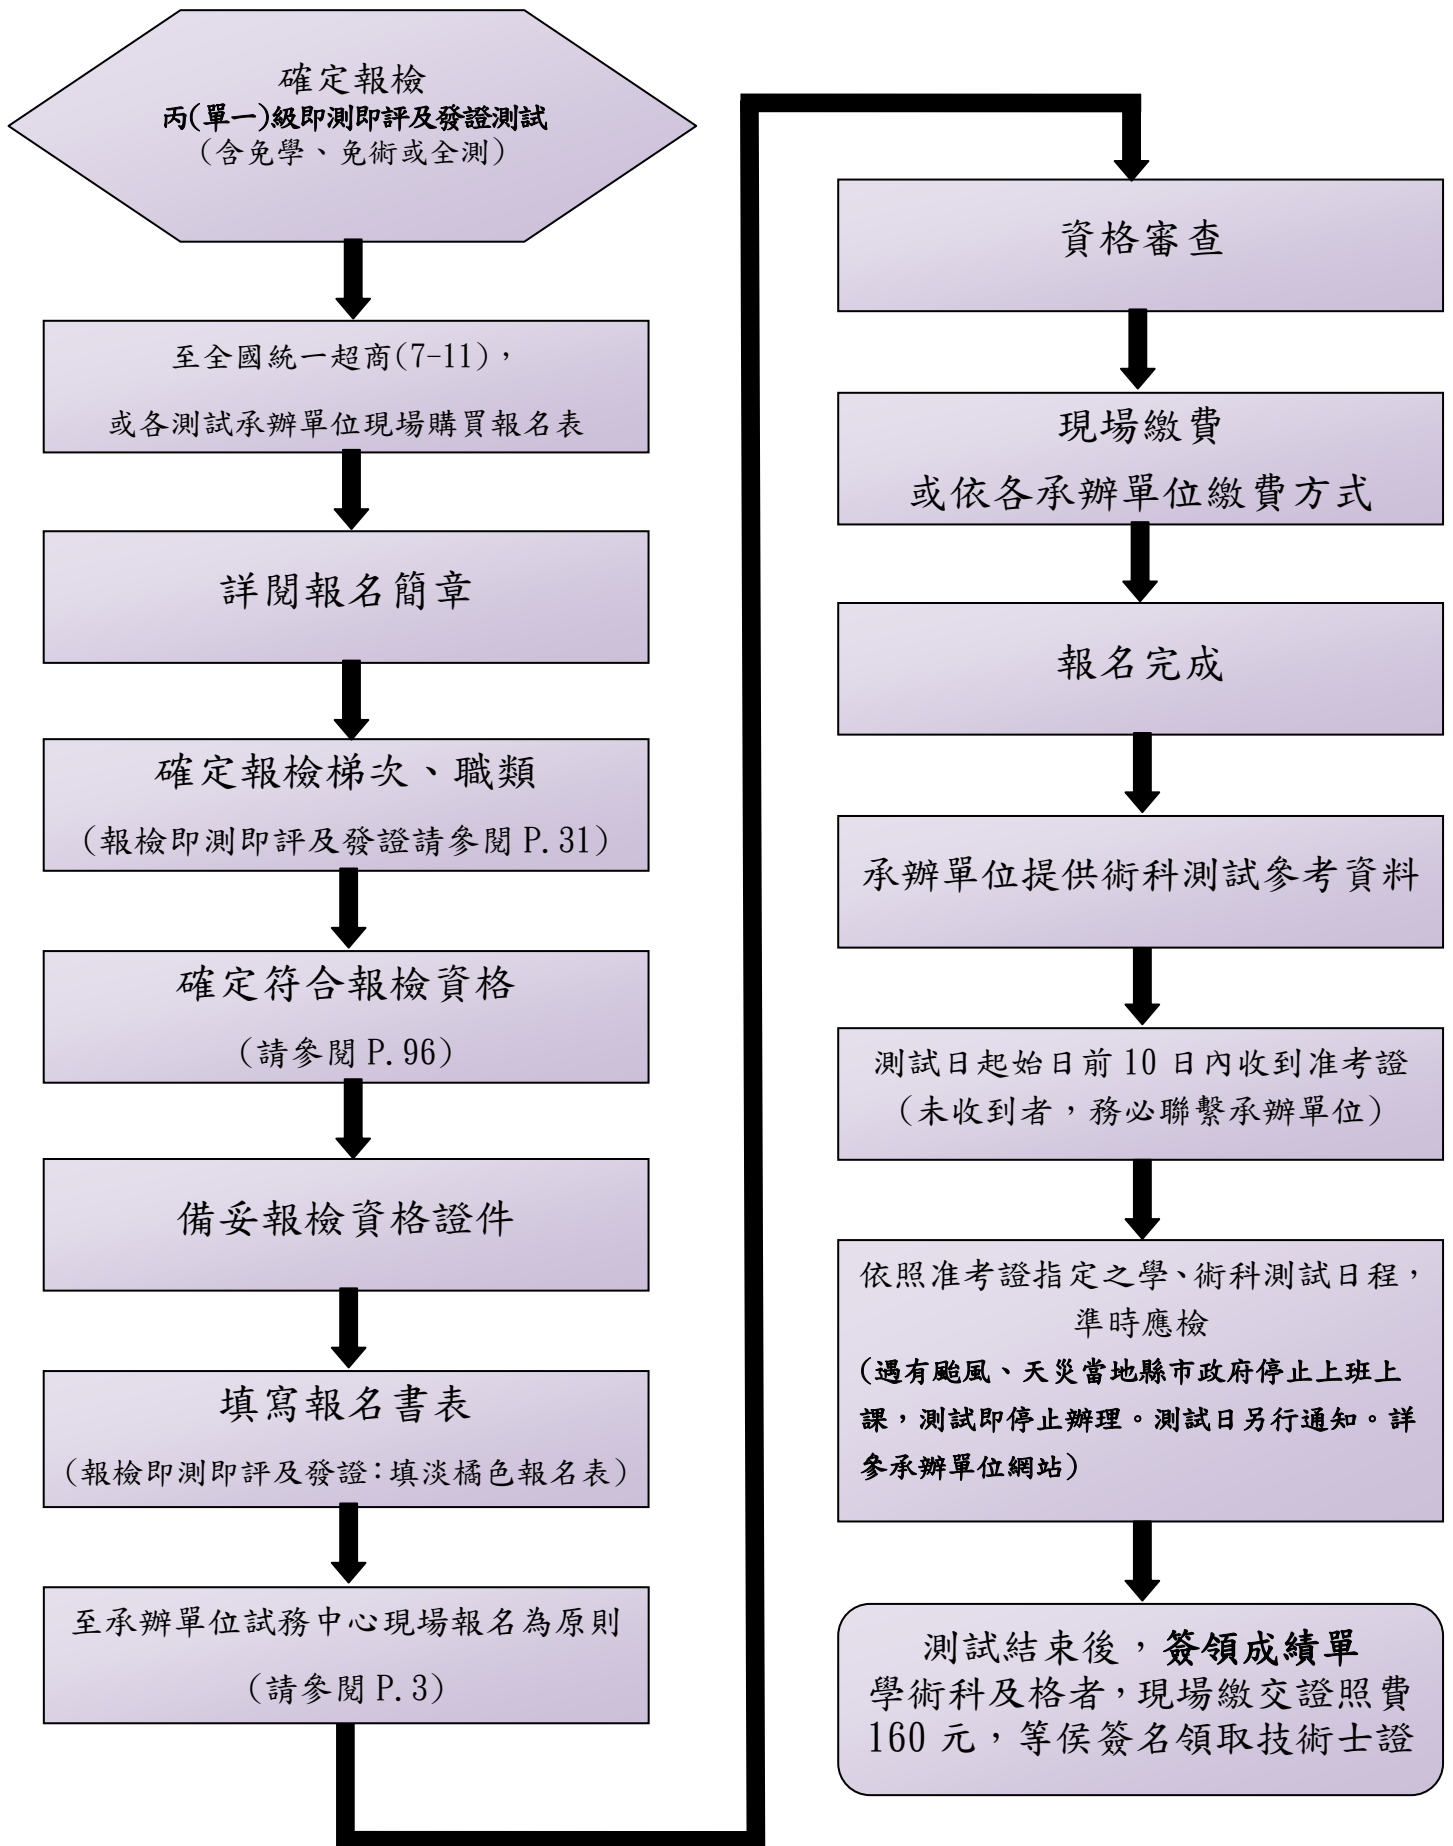 確定報檢
丙(單一)級即測即評及發證測試
(含免學、免術或全測)
至全國統一超商(7-11)，
或各測試承辦單位現場購買報名表
詳閱報名簡章
確定報檢梯次、職類
(報檢即測即評及發證請參閱 P.31)
確定符合報檢資格
(請參閱 P.96)
備妥報檢資格證件
填寫報名書表
(報檢即測即評及發證：填淡橘色報名表)
至承辦單位試務中心現場報名為原則
(請參閱 P.3)
資格審查
現場繳費
或依各承辦單位繳費方式
報名完成
承辦單位提供術科測試參考資料
測試日起始日前 10 日內收到准考證
(未收到者，務必聯繫承辦單位)
依照准考證指定之學、術科測試日程，
準時應檢
(遇有颱風、天災當地縣市政府停止上班上
課，測試即停止辦理。測試日另行通知。詳
參承辦單位網站)
測試結束後，簽領成績單
學術科及格者，現場繳交證照費
160 元，等侯簽名領取技術士證